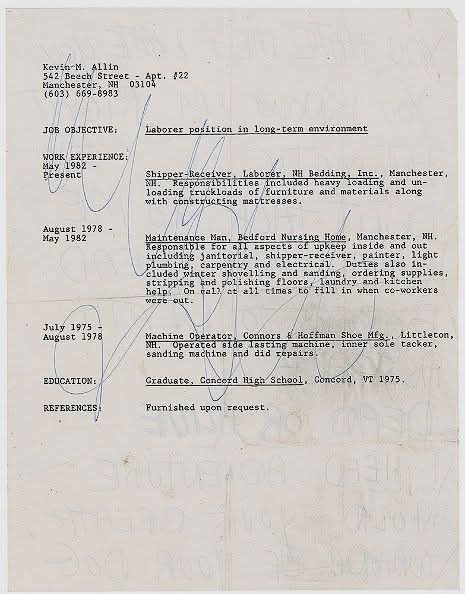 Kevin M. Allin
542 Beech Street - Apt. #22
Manchester, NH 03104
(603) 669-8983
JOB OBJECTIVE: Laborer position in long-term environment
WORK EXPERIENCE:
May 1982 -
Present Shipper-Receiver, Laborer, NH Bedding, Inc., Manchester,
NH. Responsibilities included heavy loading and un-
loading truckloads of furniture and materials along
with constructing mattresses.
August 1978 -
May 1982 Maintenance Man, Bedford Nursing Home, Manchester, NH.
Responsible for all aspects of upkeep inside and out
including janitorial, shipper-receiver, painter, light
plumbing, carpentry and electrical. Duties also in-
cluded winter shovelling and sanding, ordering supplies,
stripping and polishing floors, laundry and kitchen
help. On call at all times to fill in when co-workers
were out.
July 1975 -
August 1978 Machine Operator, Connors & Hoffman Shoe Mfg., Littleton,
NH. Operated side lasting machine, inner sole tacker,
sanding machine and did repairs.
EDUCATION: Graduate, Concord High School, Concord, VT 1975.
REFERENCES: Furnished upon request.